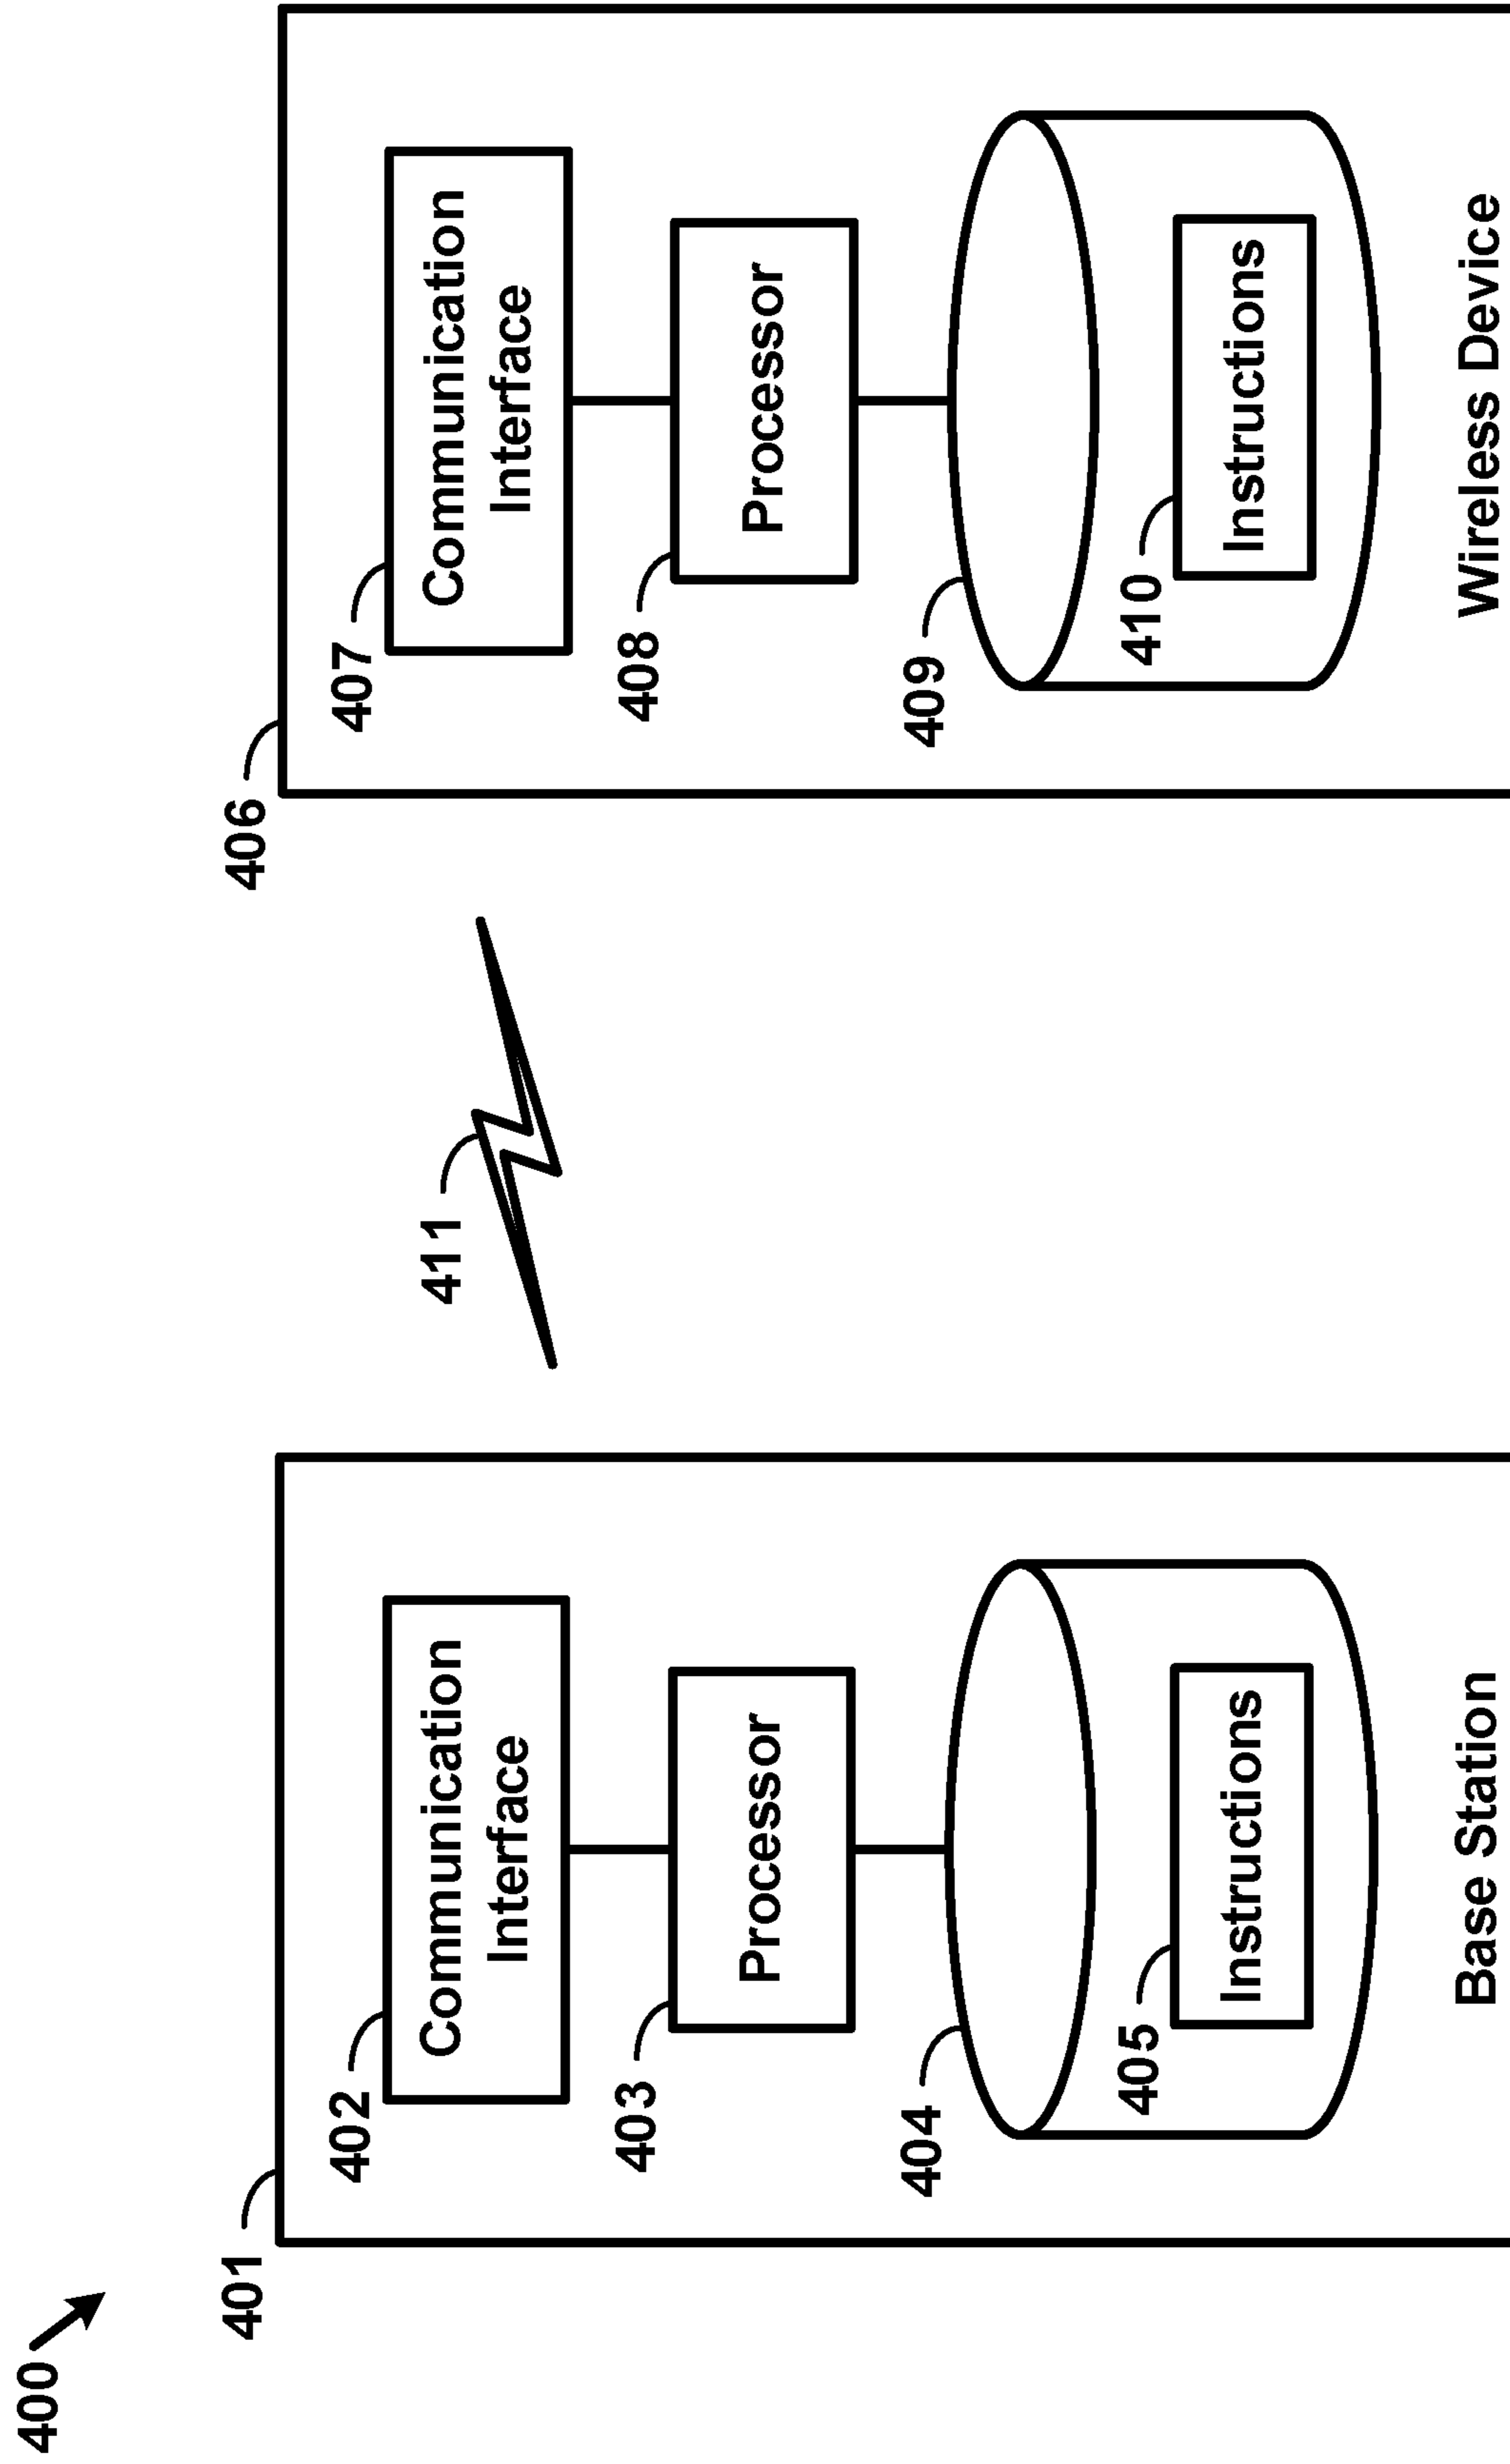 400
401
402
Communication
Interface
403
Processor
404
405
Instructions
Base Station
411
406
407
Communication
Interface
408
Processor
409
410
Instructions
Wireless Device